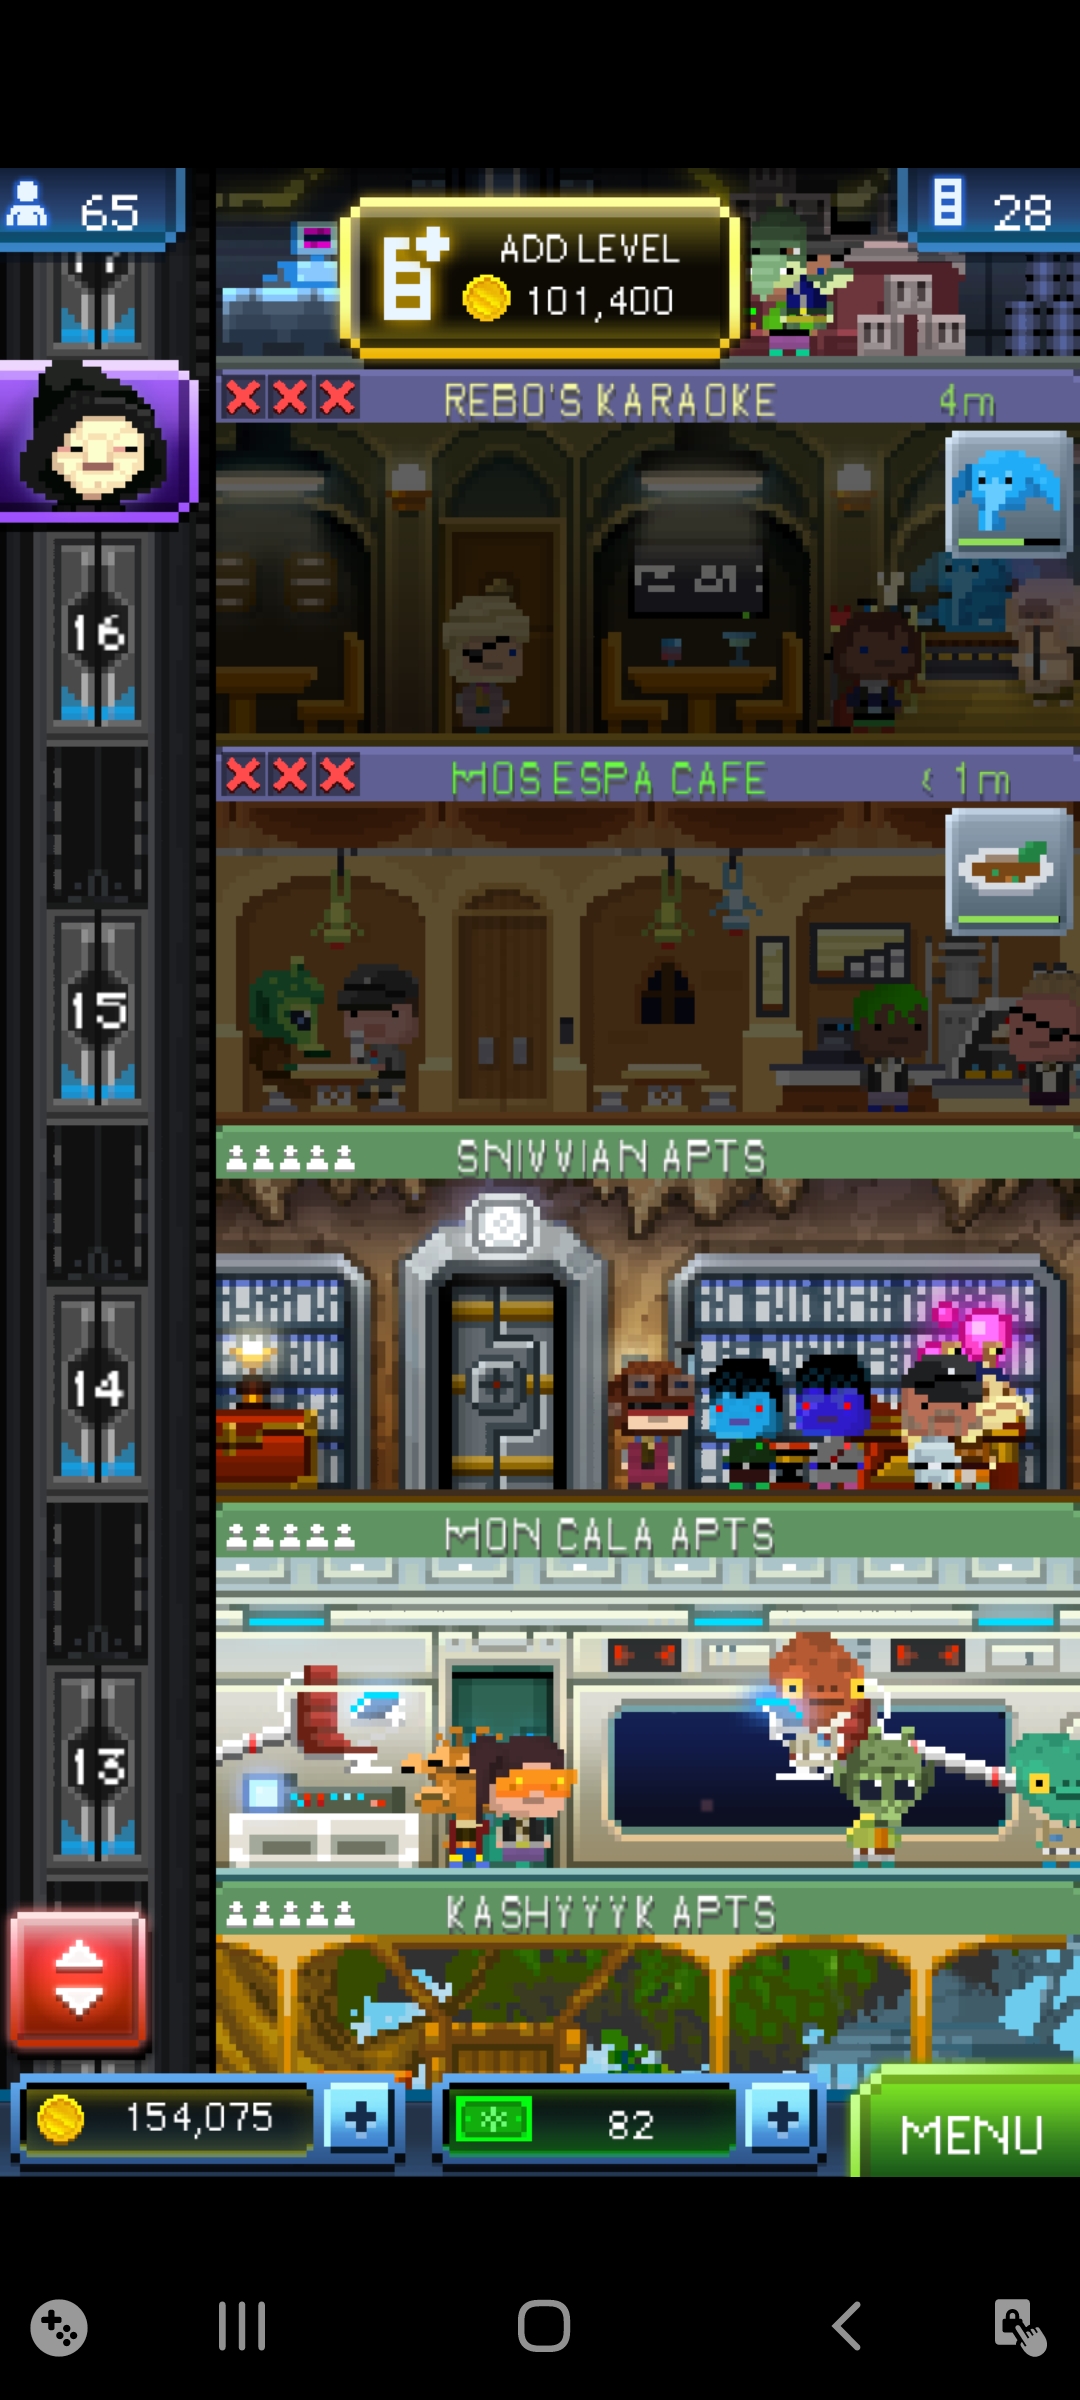 65
ADD LEVEL
101,400
28
REBO'S KARAOKE
4m
16
MOS ESPA CAFE
< 1m
15
SNIVVIAN APTS
14
MON CALA APTS
13
KASHYYYK APTS
154,075
82
MENU